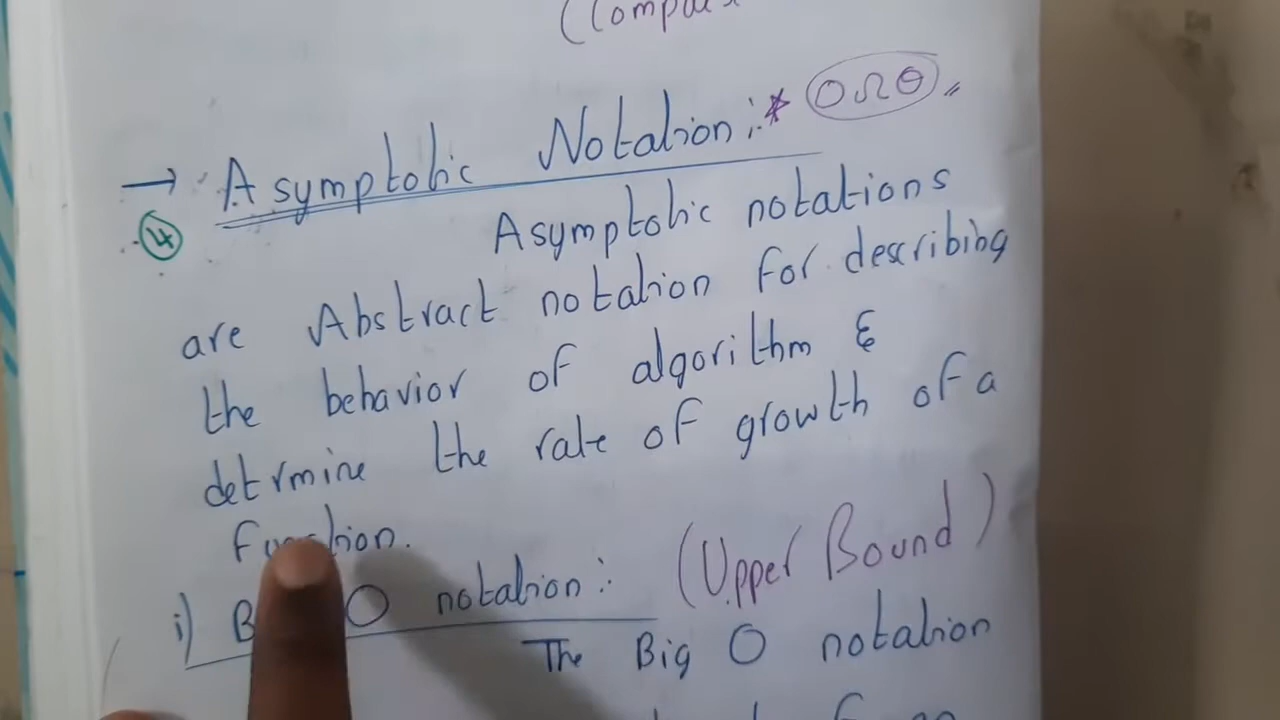 → Asymptotic Notation:* OΩΘ
④
Asymptotic notations
are Abstract notation for describing
the behavior of algorithm &
detrmine the rate of growth of a
function.
i) O notation: (Upper Bound)
The Big O notation